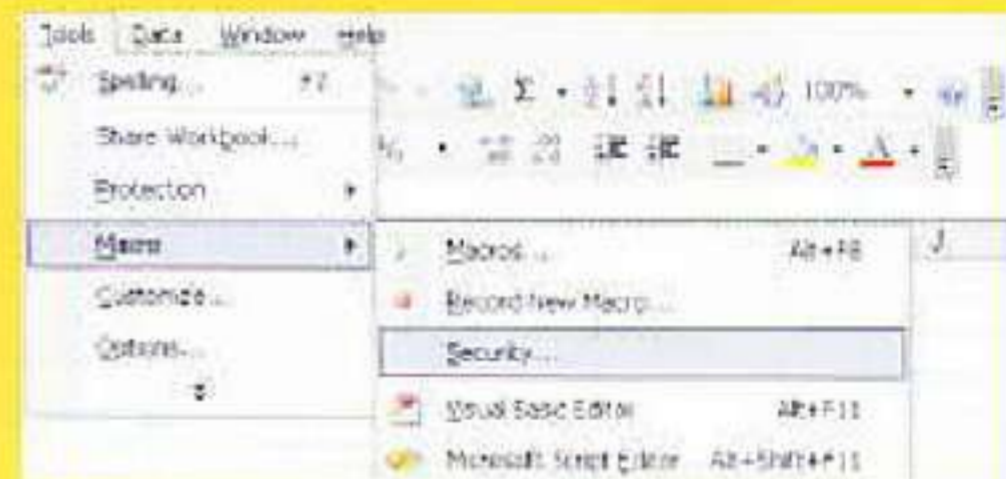 Tools Data Window Help
Spelling... F7
100%
Share Workbook...
Protection
Macro
Macros... Alt+F8
J
Customize...
Record New Macro...
Options...
Security...
Visual Basic Editor Alt+F11
Microsoft Script Editor Alt+Shift+F11